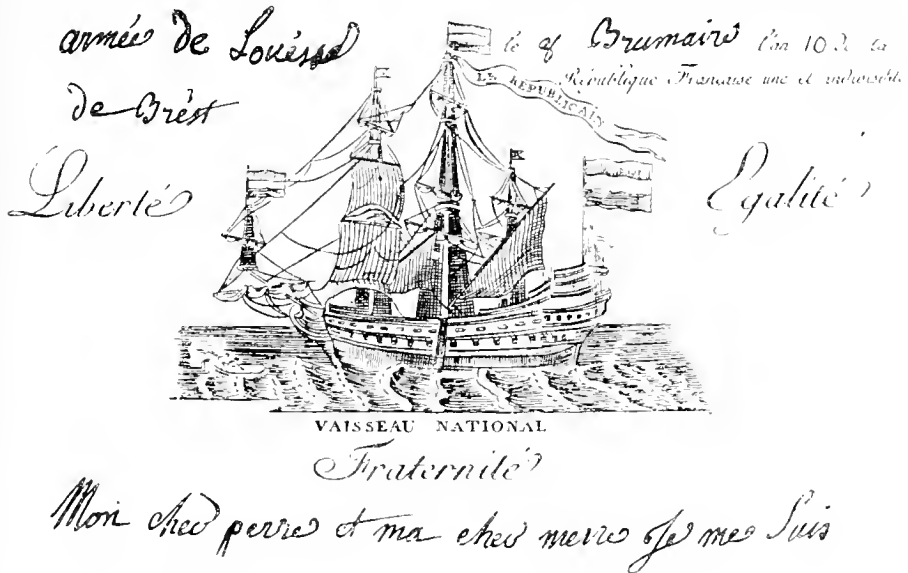 armée de Louésse le Brumaire l'an 10 de la
République Française une et indivisible
LE REPUBLICAIN
de Brest
Liberté Egalité
VAISSEAU NATIONAL
Fraternité
Mon cher perre et ma cher merre je me Suis